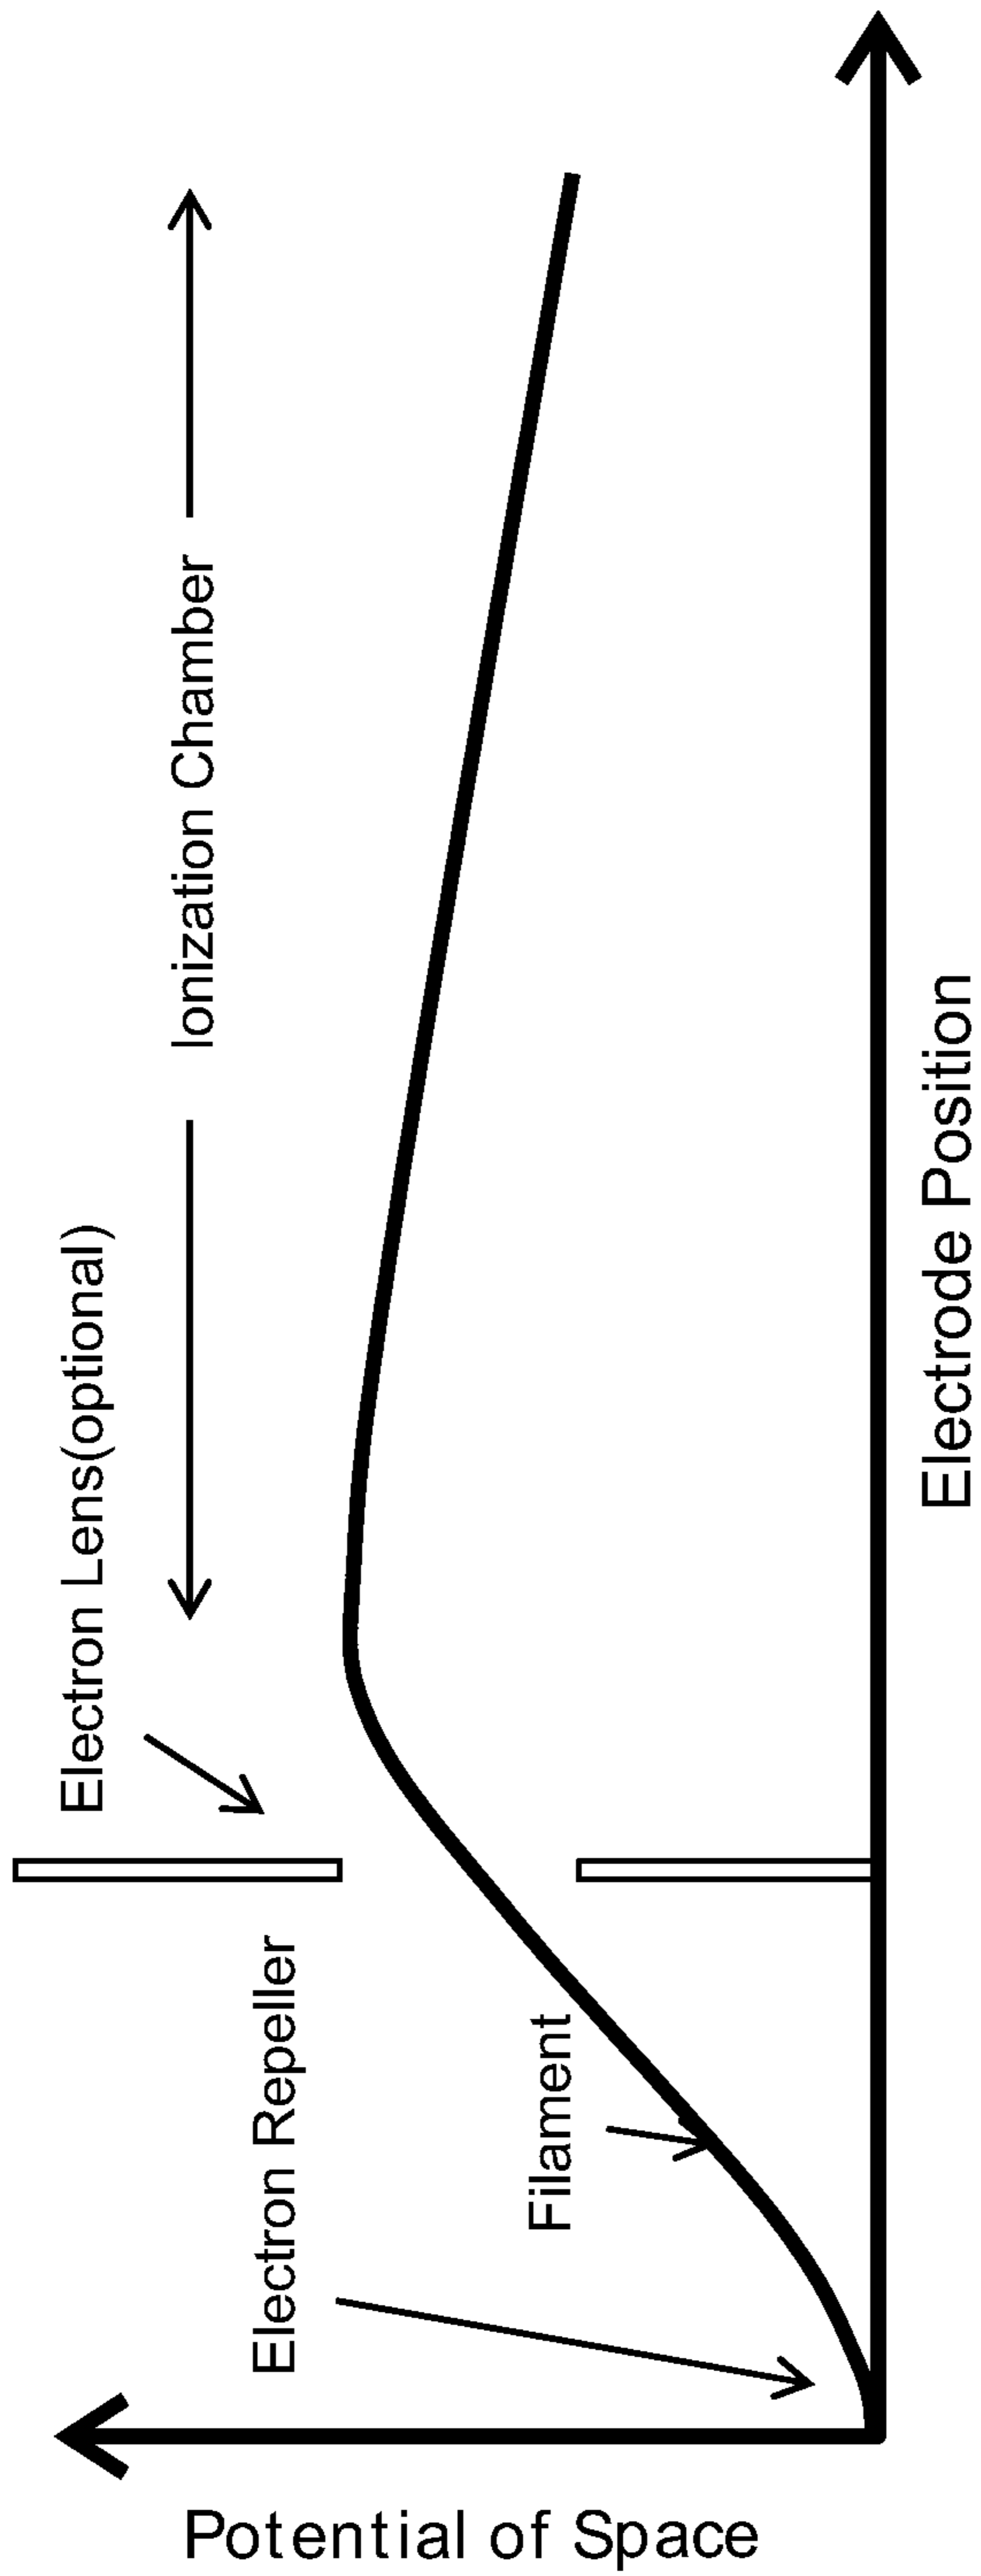 Electron Lens(optional)
Ionization Chamber
Electron Repeller
Filament
Potential of Space
Electrode Position